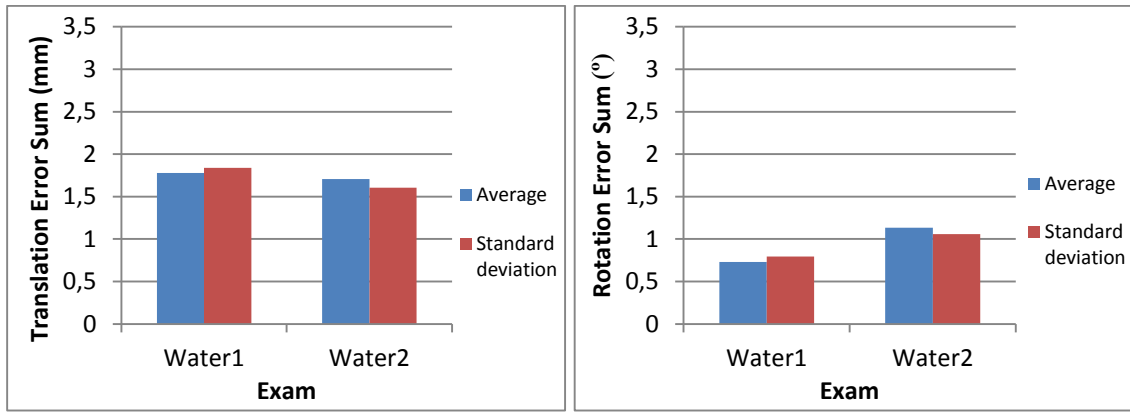 Translation Error Sum (mm)
3,5
3
2,5
2
1,5
1
0,5
0
Water1 Water2
Exam
Average
Standard
deviation
Rotation Error Sum (º)
3,5
3
2,5
2
1,5
1
0,5
0
Water1 Water2
Exam
Average
Standard
deviation